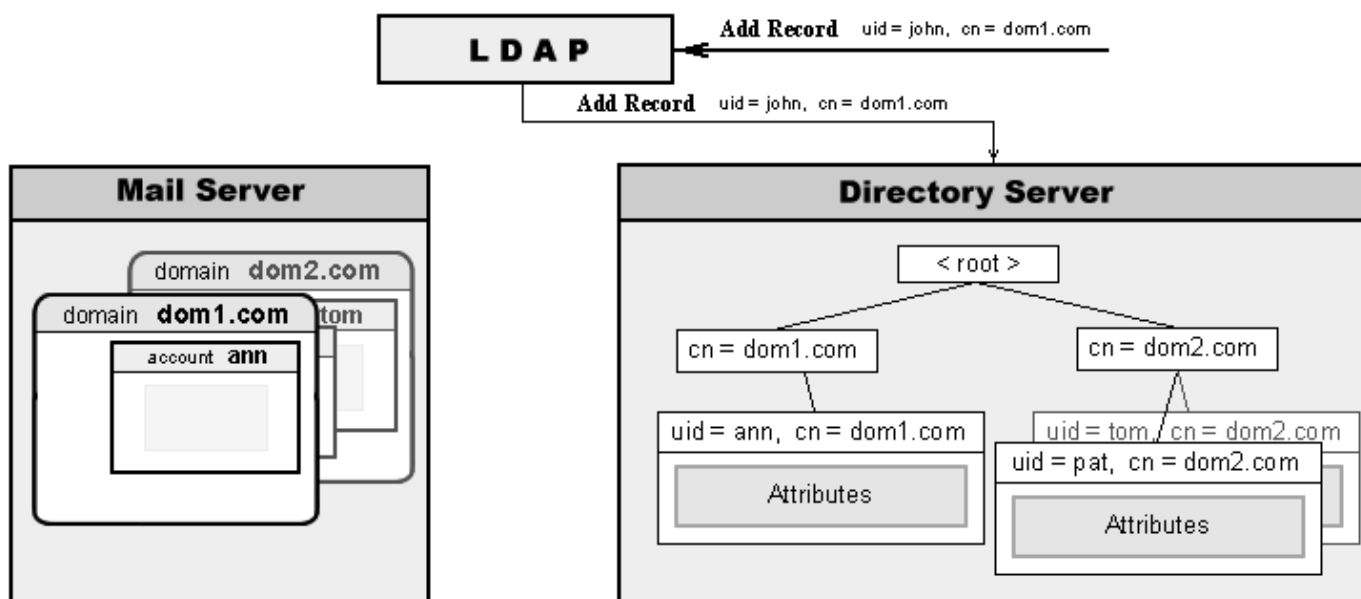 Add Record uid = john, cn = dom1.com
L D A P
Add Record uid = john, cn = dom1.com
Mail Server
domain dom2.com
tom
domain dom1.com
account ann
Directory Server
< root >
cn = dom1.com
cn = dom2.com
uid = ann, cn = dom1.com
Attributes
uid = tom, cn = dom2.com
uid = pat, cn = dom2.com
Attributes